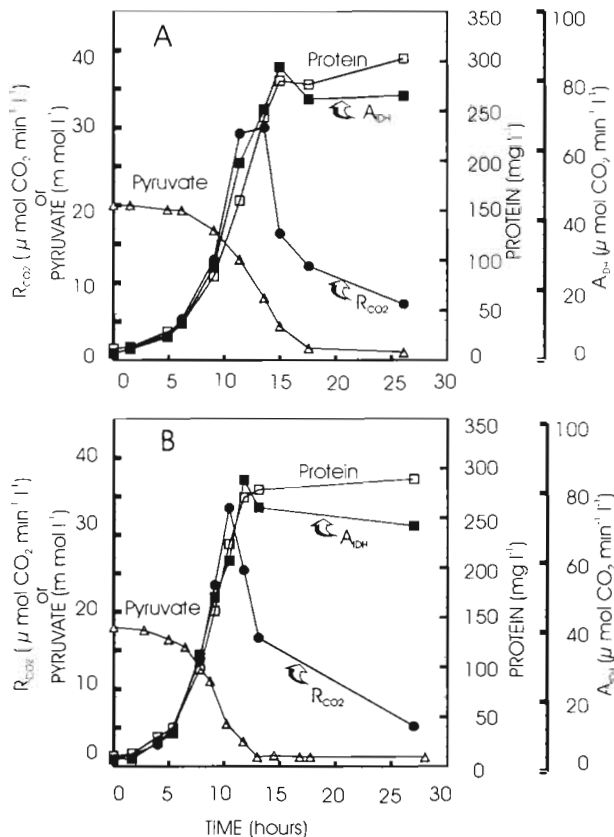 A
Protein
A_IDH
Pyruvate
R_CO2
R_CO2 (µ mol CO2 min⁻¹ l⁻¹)
or
PYRUVATE (m mol l⁻¹)
40
30
20
10
0
350
300
250
200
150
100
50
0
PROTEIN (mg l⁻¹)
100
80
60
40
20
0
(µ mol CO2 min⁻¹ l⁻¹)
0 5 10 15 20 25 30
B
Protein
A_IDH
Pyruvate
R_CO2
R_CO2 (µ mol CO2 min⁻¹ l⁻¹)
or
PYRUVATE (m mol l⁻¹)
40
30
20
10
0
350
300
250
200
150
100
50
0
PROTEIN (mg l⁻¹)
100
80
60
40
20
0
(µ mol CO2 min⁻¹ l⁻¹)
0 5 10 15 20 25 30
TIME (hours)